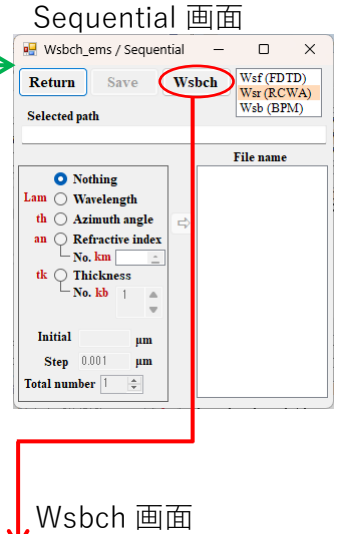 Sequential 画面
Wsbch_ems / Sequential
Return Save Wsbch
Wsf (FDTD)
Wsr (RCWA)
Wsb (BPM)
Selected path
File name
Nothing
Lam Wavelength
th Azimuth angle
an Refractive index
No. km
tk Thickness
No. kb 1
Initial μm
Step 0.001 μm
Total number 1
Wsbch 画面